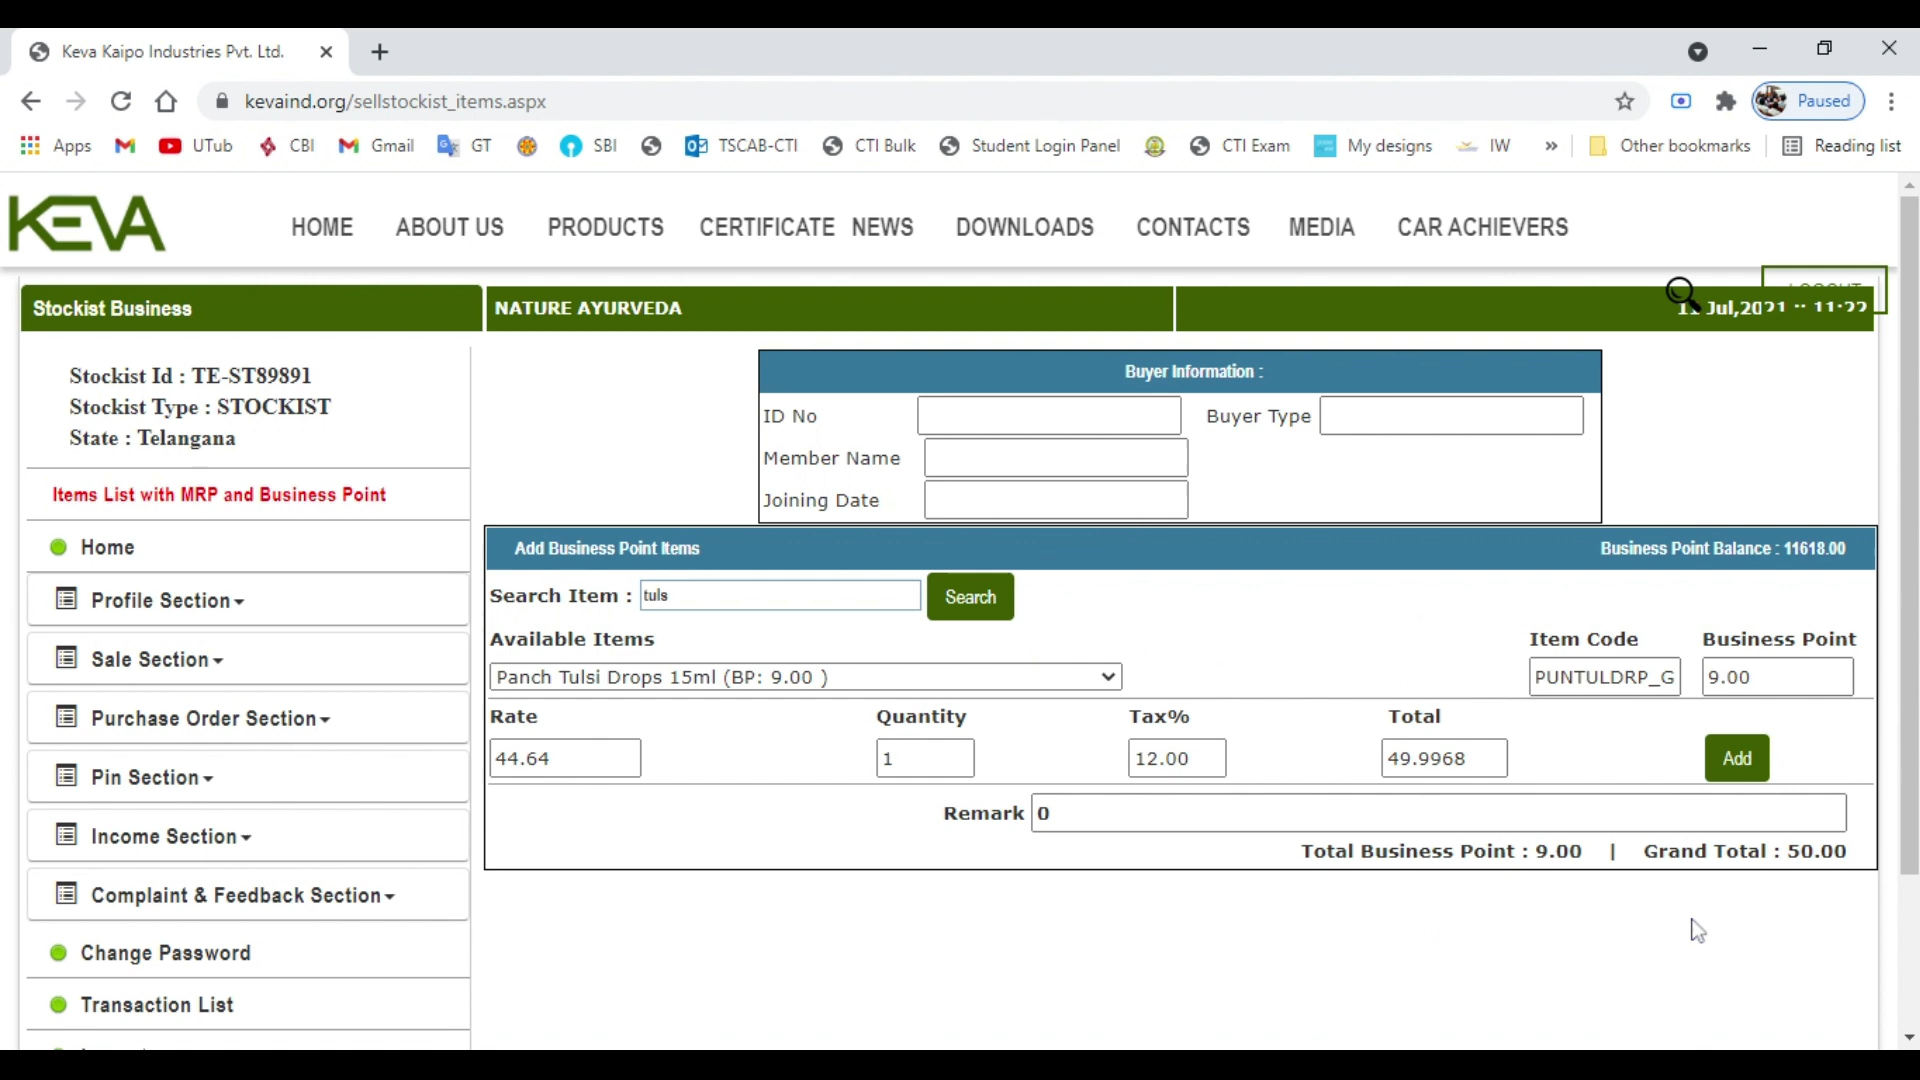 Keva Kaipo Industries Pvt. Ltd.
kevaind.org/sellstockist_items.aspx
Paused
Apps
UTub
CBI
Gmail
GT
SBI
TSCAB-CTI
CTI Bulk
Student Login Panel
CTI Exam
My designs
IW
»
Other bookmarks
Reading list
KEVA
HOME
ABOUT US
PRODUCTS
CERTIFICATE
NEWS
DOWNLOADS
CONTACTS
MEDIA
CAR ACHIEVERS
LOGOUT
Stockist Business
NATURE AYURVEDA
11 Jul,2021 :: 11:22
Stockist Id : TE-ST89891
Stockist Type : STOCKIST
State : Telangana
Items List with MRP and Business Point
Home
Profile Section
Sale Section
Purchase Order Section
Pin Section
Income Section
Complaint & Feedback Section
Change Password
Transaction List
Buyer Information :
ID No
Buyer Type
Member Name
Joining Date
Add Business Point Items
Business Point Balance : 11618.00
Search Item :
tuls
Search
Available Items
Item Code
Business Point
Panch Tulsi Drops 15ml (BP: 9.00 )
PUNTULDRP_G
9.00
Rate
Quantity
Tax%
Total
44.64
1
12.00
49.9968
Add
Remark
0
Total Business Point : 9.00 | Grand Total : 50.00